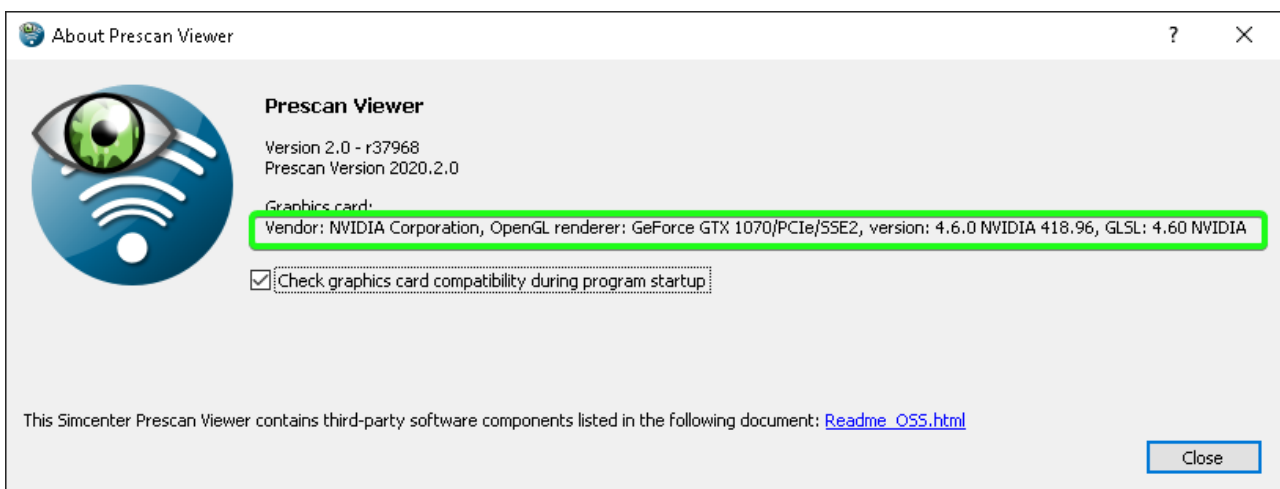 About Prescan Viewer
?
Prescan Viewer
Version 2.0 - r37968
Prescan Version 2020.2.0
Graphics card:
Vendor: NVIDIA Corporation, OpenGL renderer: GeForce GTX 1070/PCIe/SSE2, version: 4.6.0 NVIDIA 418.96, GLSL: 4.60 NVIDIA
Check graphics card compatibility during program startup
This Simcenter Prescan Viewer contains third-party software components listed in the following document: Readme_OSS.html
Close